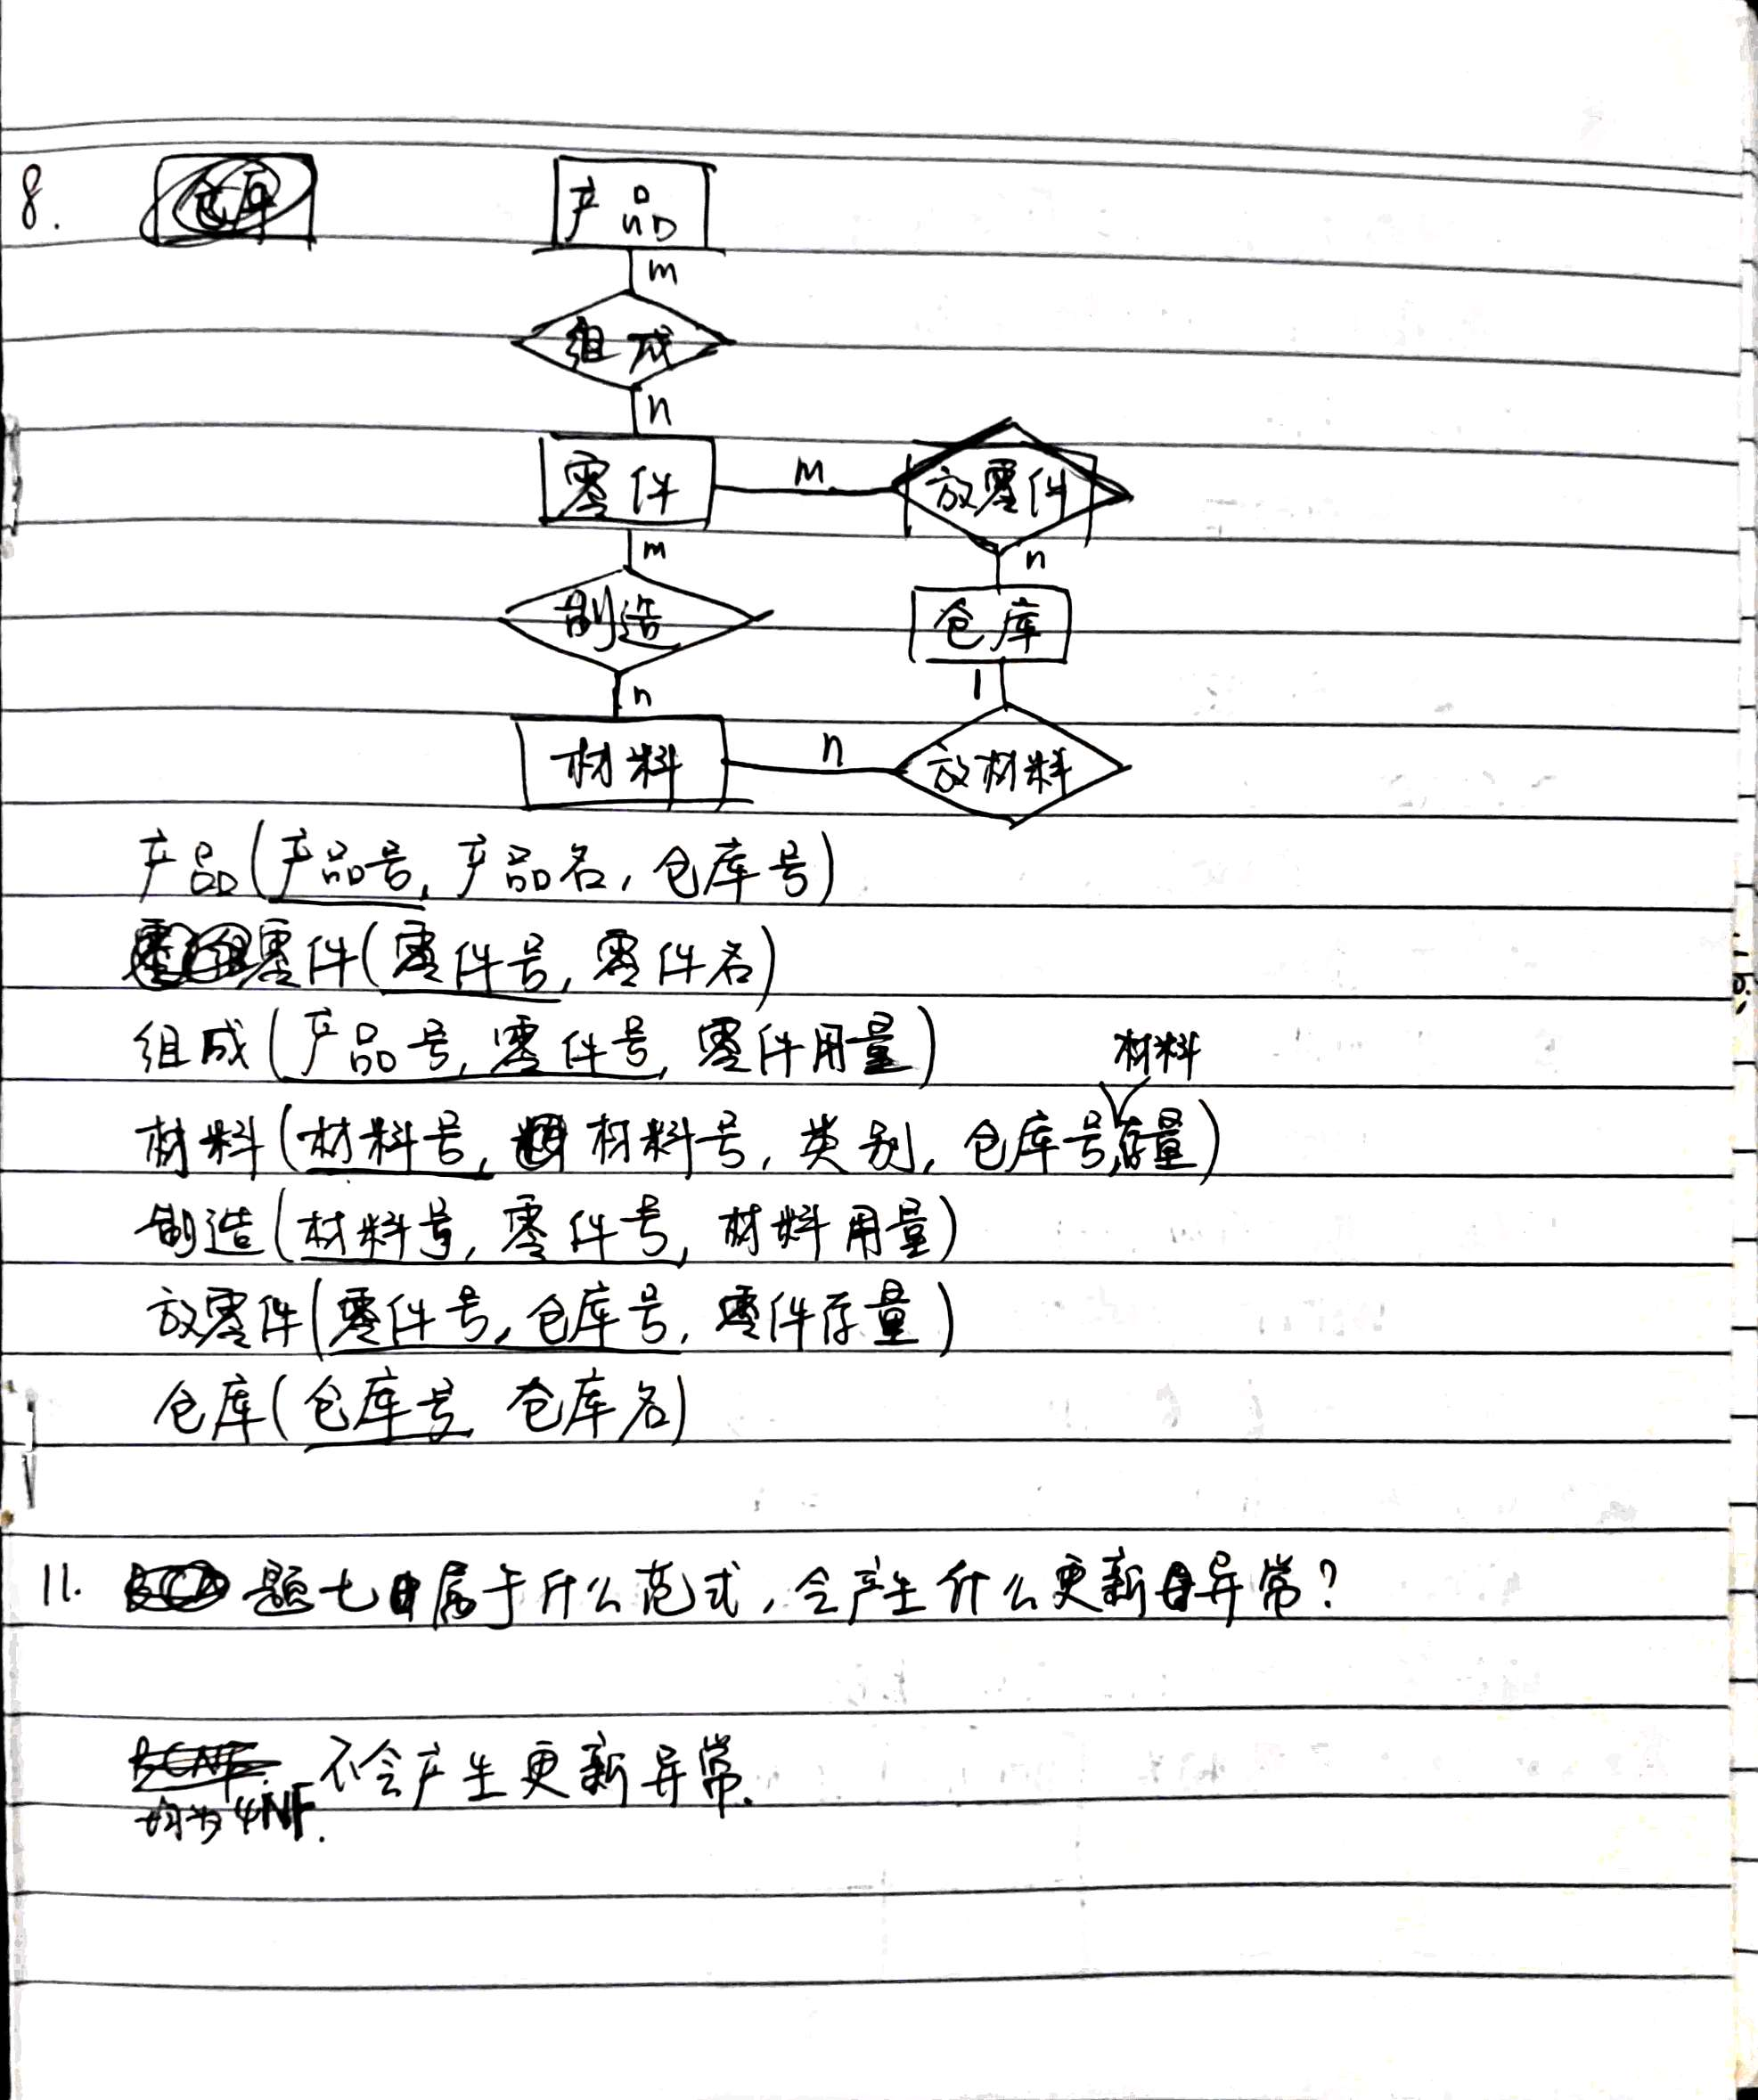 8.
产品
m
组成
n
零件 m 放零件
m n
制造 仓库
n 1
材料 n 放材料
产品(产品号, 产品名, 仓库号)
零件(零件号, 零件名)
组成(产品号, 零件号, 零件用量)
材料
材料(材料号, 材料号, 类别, 仓库号, 存量)
制造(材料号, 零件号, 材料用量)
放零件(零件号, 仓库号, 零件存量)
仓库(仓库号 仓库名)
11. 题七中属于什么范式, 会产生什么更新异常?
不会产生更新异常.
均为4NF.